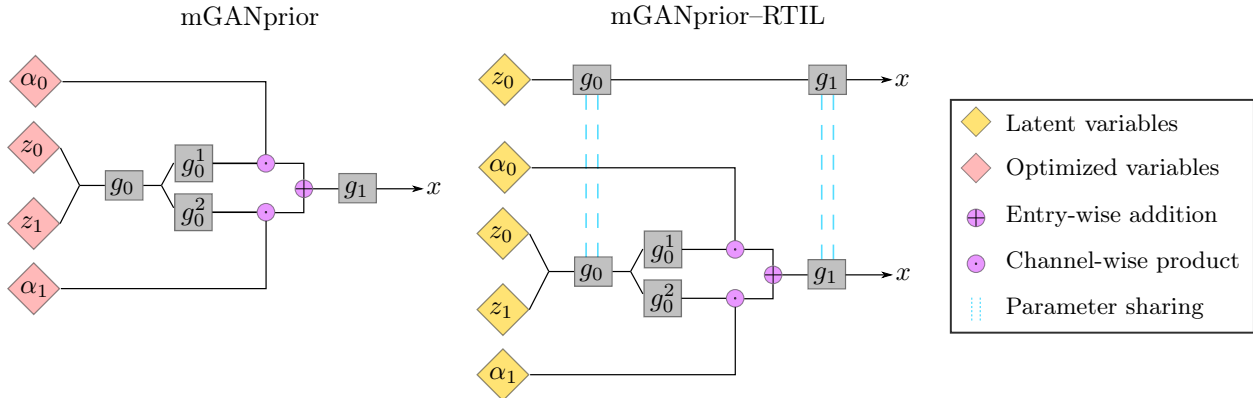 mGANprior
α₀
z₀
z₁
α₁
g₀
g₀¹
g₀²
g₁
x
mGANprior–RTIL
z₀
g₀
g₁
x
α₀
z₀
z₁
α₁
g₀
g₀¹
g₀²
g₁
x
Latent variables
Optimized variables
Entry-wise addition
Channel-wise product
Parameter sharing